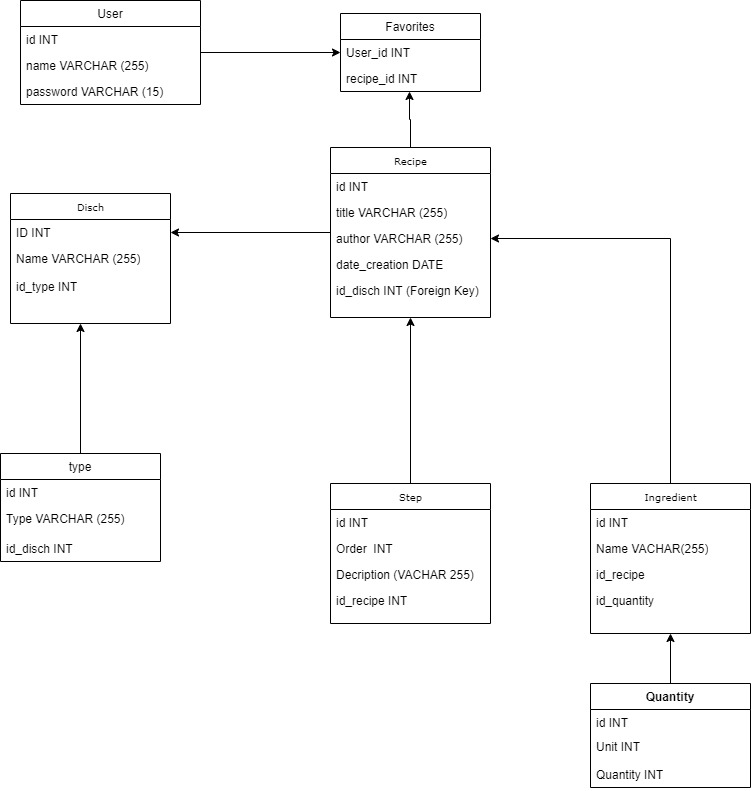 User
id INT
name VARCHAR (255)
password VARCHAR (15)
Favorites
User_id INT
recipe_id INT
Recipe
id INT
title VARCHAR (255)
author VARCHAR (255)
date_creation DATE
id_disch INT (Foreign Key)
Disch
ID INT
Name VARCHAR (255)
id_type INT
type
id INT
Type VARCHAR (255)
id_disch INT
Step
id INT
Order  INT
Decription (VACHAR 255)
id_recipe INT
Ingredient
id INT
Name VACHAR(255)
id_recipe
id_quantity
Quantity
id INT
Unit INT
Quantity INT